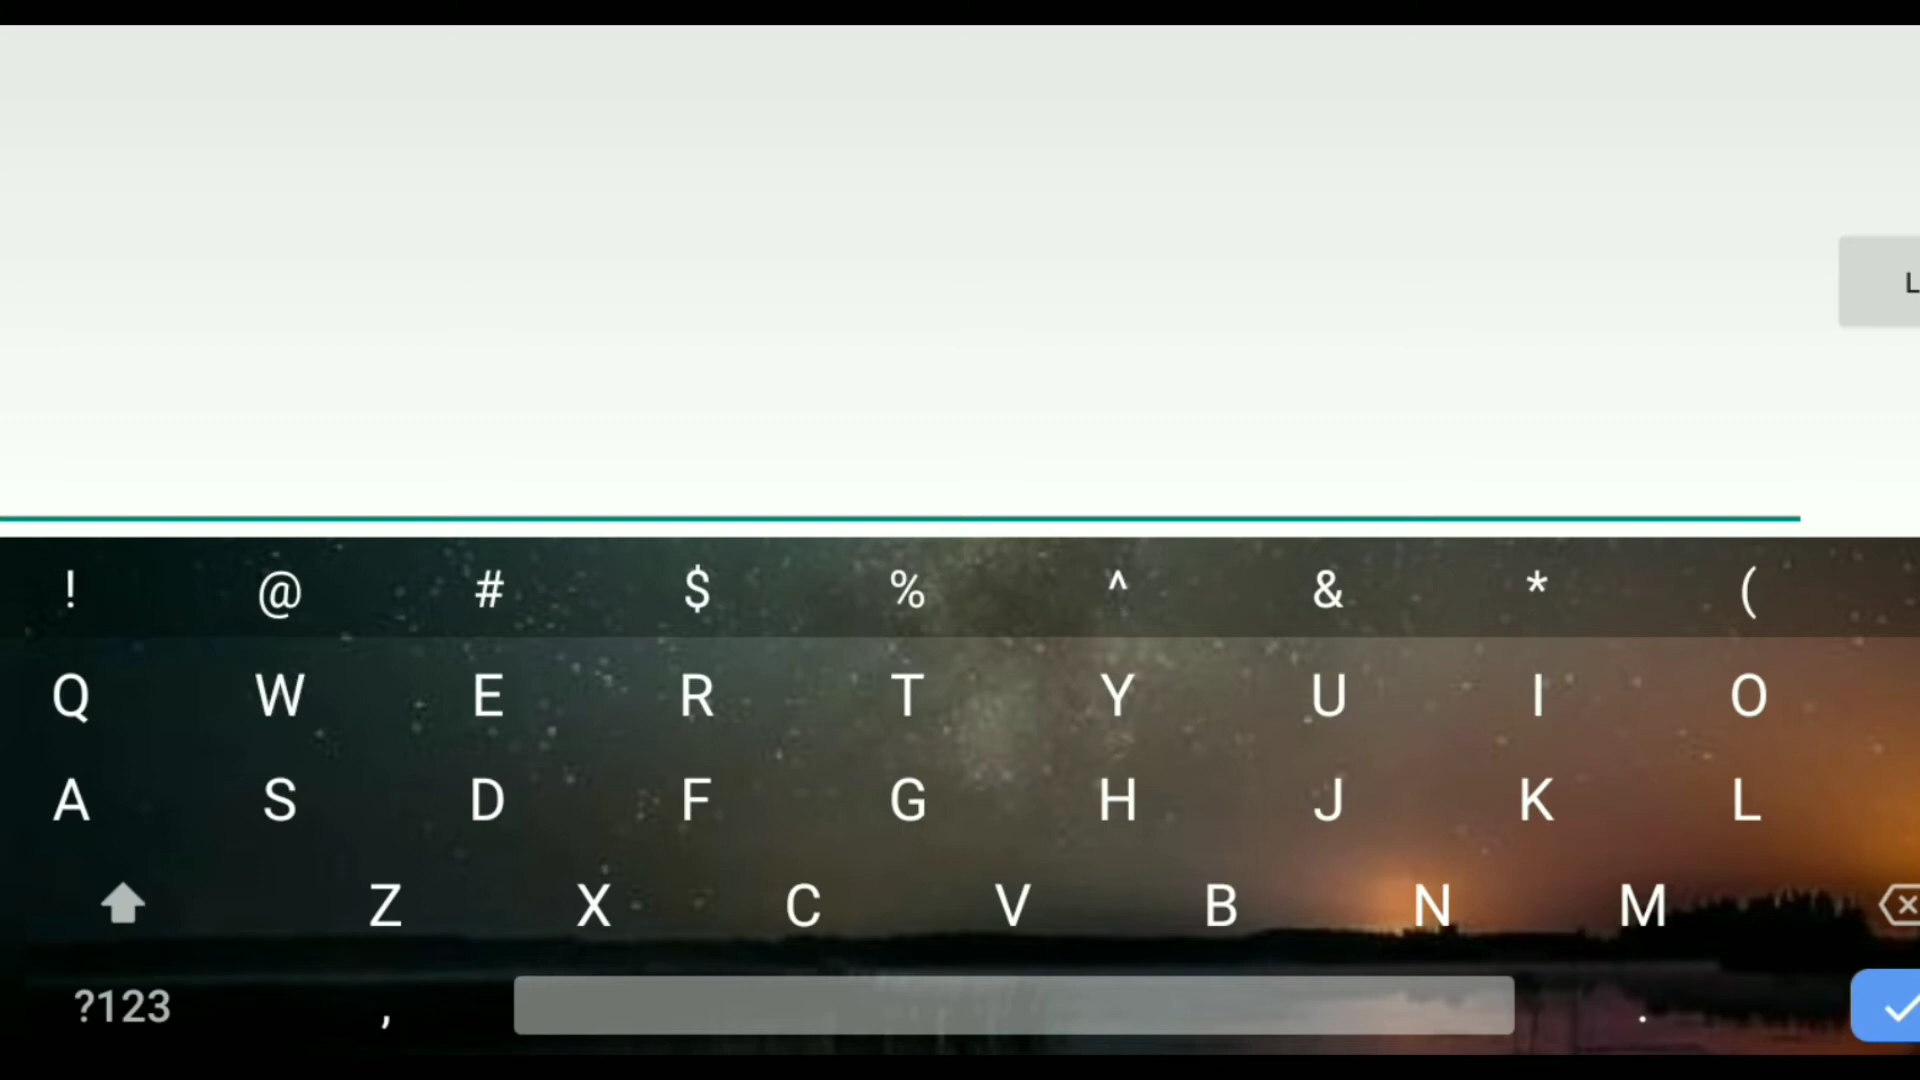 L
! @ # $ % ^ & * (
Q W E R T Y U I O
A S D F G H J K L
Z X C V B N M
?123 , .